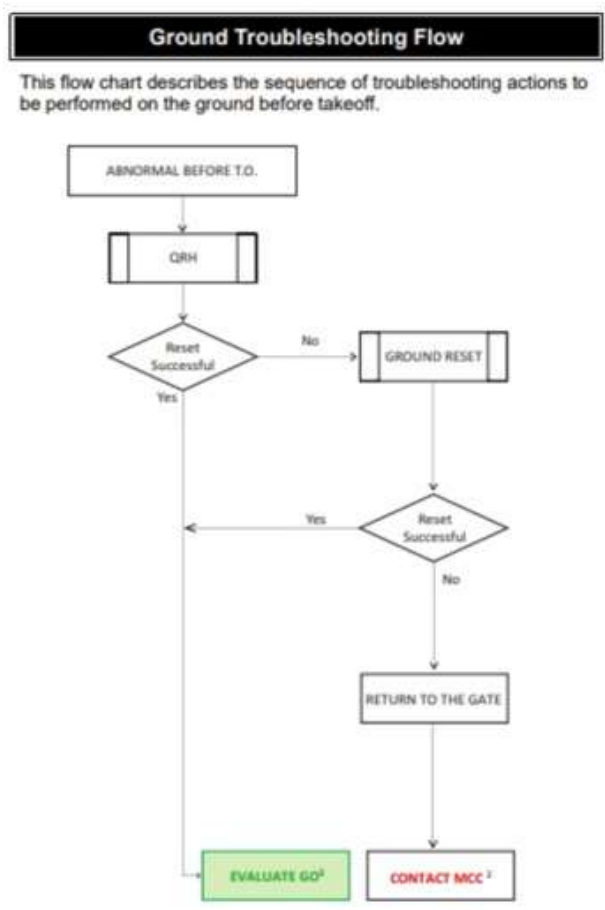 Ground Troubleshooting Flow
This flow chart describes the sequence of troubleshooting actions to
be performed on the ground before takeoff.
ABNORMAL BEFORE T.O.
QRH
Reset
Successful
No
GROUND RESET
Yes
Yes
Reset
Successful
No
RETURN TO THE GATE
EVALUATE GO
CONTACT MCC